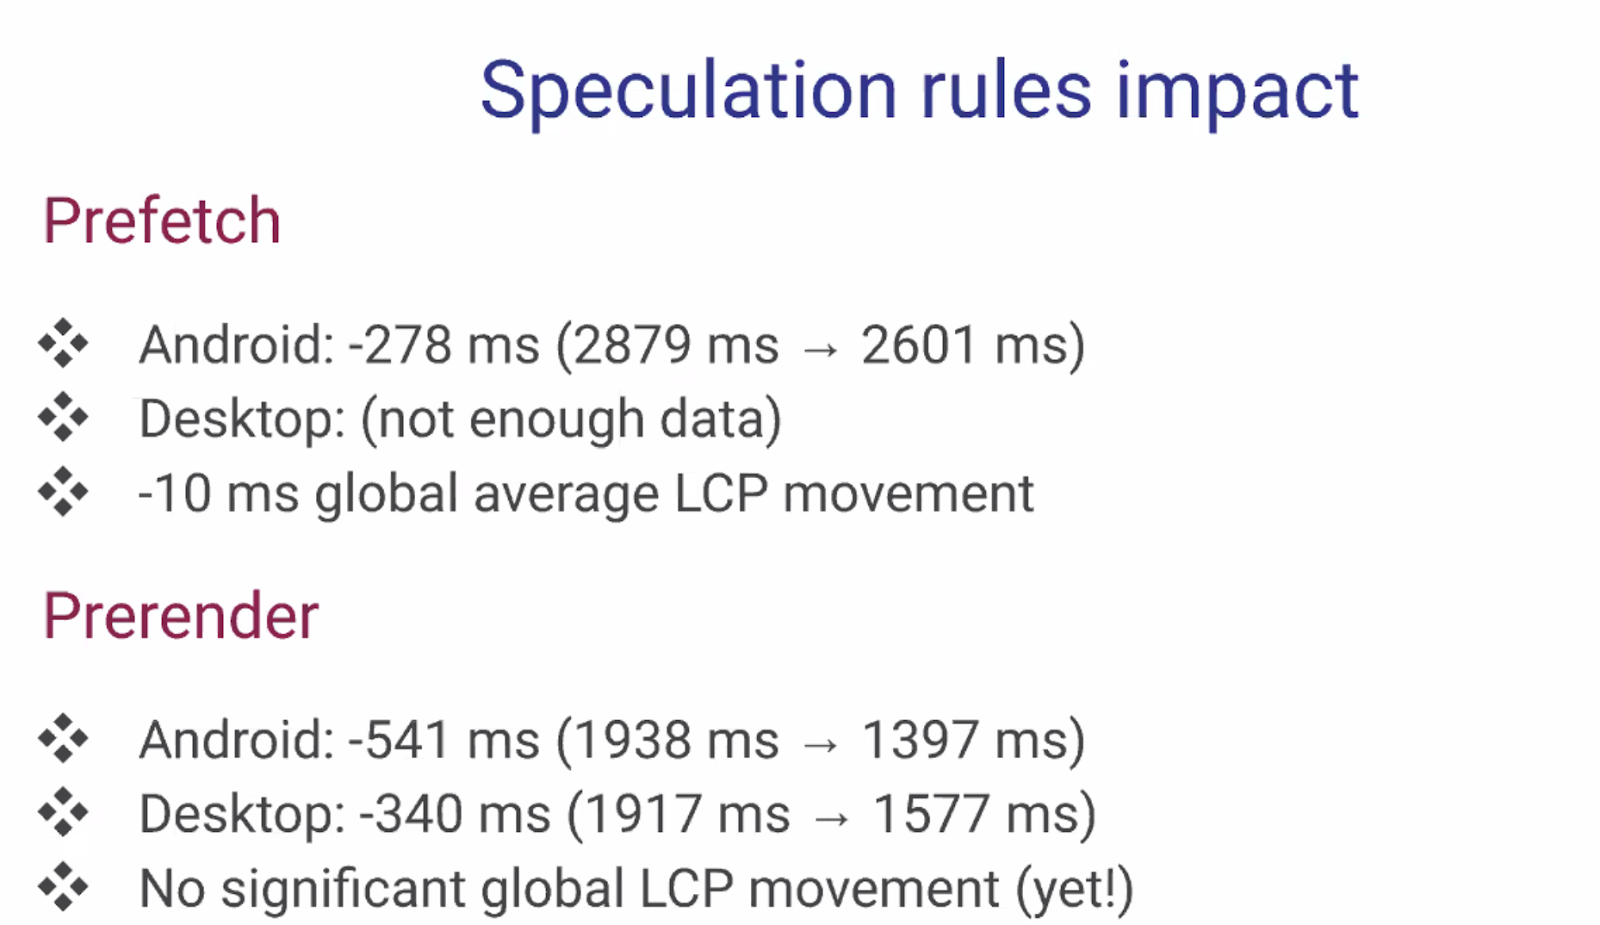 Speculation rules impact
Prefetch
❖ Android: -278 ms (2879 ms → 2601 ms)
❖ Desktop: (not enough data)
❖ -10 ms global average LCP movement
Prerender
❖ Android: -541 ms (1938 ms → 1397 ms)
❖ Desktop: -340 ms (1917 ms → 1577 ms)
❖ No significant global LCP movement (yet!)